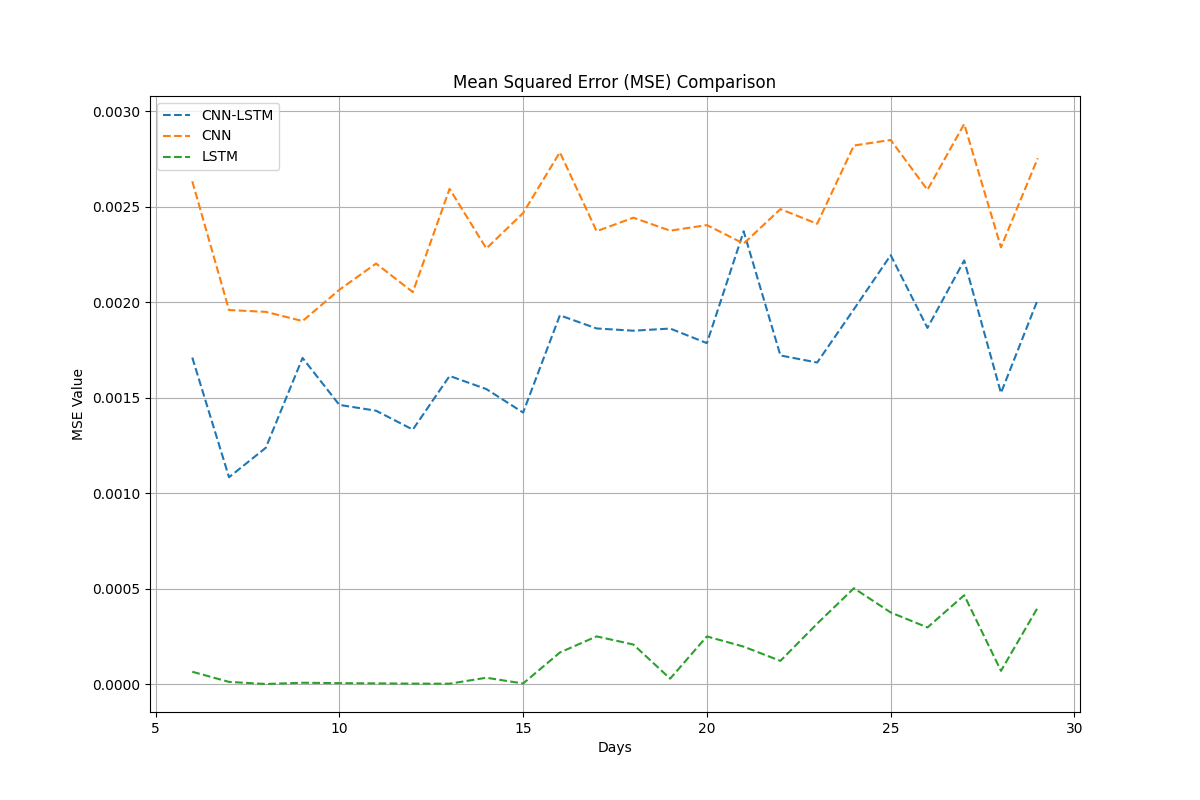 Mean Squared Error (MSE) Comparison
CNN-LSTM
CNN
LSTM
MSE Value
0.0030
0.0025
0.0020
0.0015
0.0010
0.0005
0.0000
5 10 15 20 25 30
Days